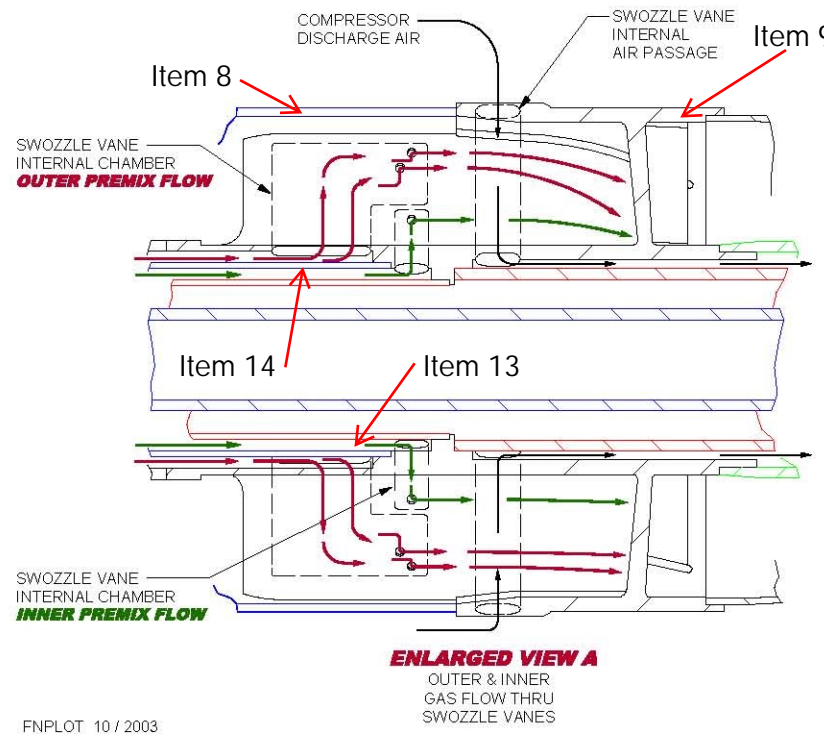 COMPRESSOR
DISCHARGE AIR
SWOZZLE VANE
INTERNAL
AIR PASSAGE
Item 9
Item 8
SWOZZLE VANE
INTERNAL CHAMBER
OUTER PREMIX FLOW
Item 14
Item 13
SWOZZLE VANE
INTERNAL CHAMBER
INNER PREMIX FLOW
ENLARGED VIEW A
OUTER & INNER
GAS FLOW THRU
SWOZZLE VANES
FNPLOT 10 / 2003